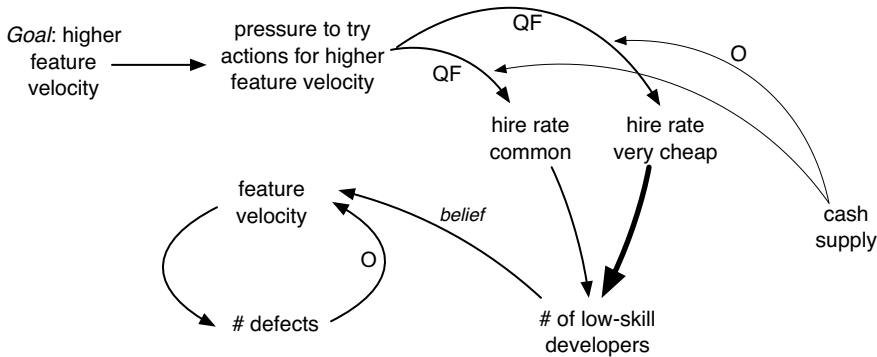 Goal: higher
feature
velocity
pressure to try
actions for higher
feature velocity
QF
QF
O
hire rate
common
hire rate
very cheap
cash
supply
feature
velocity
belief
O
# defects
# of low-skill
developers